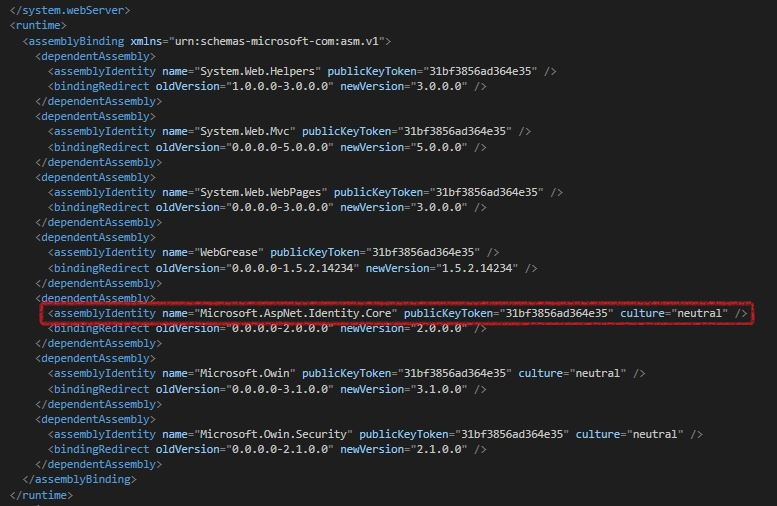 </system.webServer>
<runtime>
<assemblyBinding xmlns="urn:schemas-microsoft-com:asm.v1">
<dependentAssembly>
<assemblyIdentity name="System.Web.Helpers" publicKeyToken="31bf3856ad364e35" />
<bindingRedirect oldVersion="1.0.0.0-3.0.0.0" newVersion="3.0.0.0" />
</dependentAssembly>
<dependentAssembly>
<assemblyIdentity name="System.Web.Mvc" publicKeyToken="31bf3856ad364e35" />
<bindingRedirect oldVersion="0.0.0.0-5.0.0.0" newVersion="5.0.0.0" />
</dependentAssembly>
<dependentAssembly>
<assemblyIdentity name="System.Web.WebPages" publicKeyToken="31bf3856ad364e35" />
<bindingRedirect oldVersion="0.0.0.0-3.0.0.0" newVersion="3.0.0.0" />
</dependentAssembly>
<dependentAssembly>
<assemblyIdentity name="WebGrease" publicKeyToken="31bf3856ad364e35" />
<bindingRedirect oldVersion="0.0.0.0-1.5.2.14234" newVersion="1.5.2.14234" />
</dependentAssembly>
<dependentAssembly>
<assemblyIdentity name="Microsoft.AspNet.Identity.Core" publicKeyToken="31bf3856ad364e35" culture="neutral" />
<bindingRedirect oldVersion="0.0.0.0-2.0.0.0" newVersion="2.0.0.0" />
</dependentAssembly>
<dependentAssembly>
<assemblyIdentity name="Microsoft.Owin" publicKeyToken="31bf3856ad364e35" culture="neutral" />
<bindingRedirect oldVersion="0.0.0.0-3.1.0.0" newVersion="3.1.0.0" />
</dependentAssembly>
<dependentAssembly>
<assemblyIdentity name="Microsoft.Owin.Security" publicKeyToken="31bf3856ad364e35" culture="neutral" />
<bindingRedirect oldVersion="0.0.0.0-2.1.0.0" newVersion="2.1.0.0" />
</dependentAssembly>
</assemblyBinding>
</runtime>